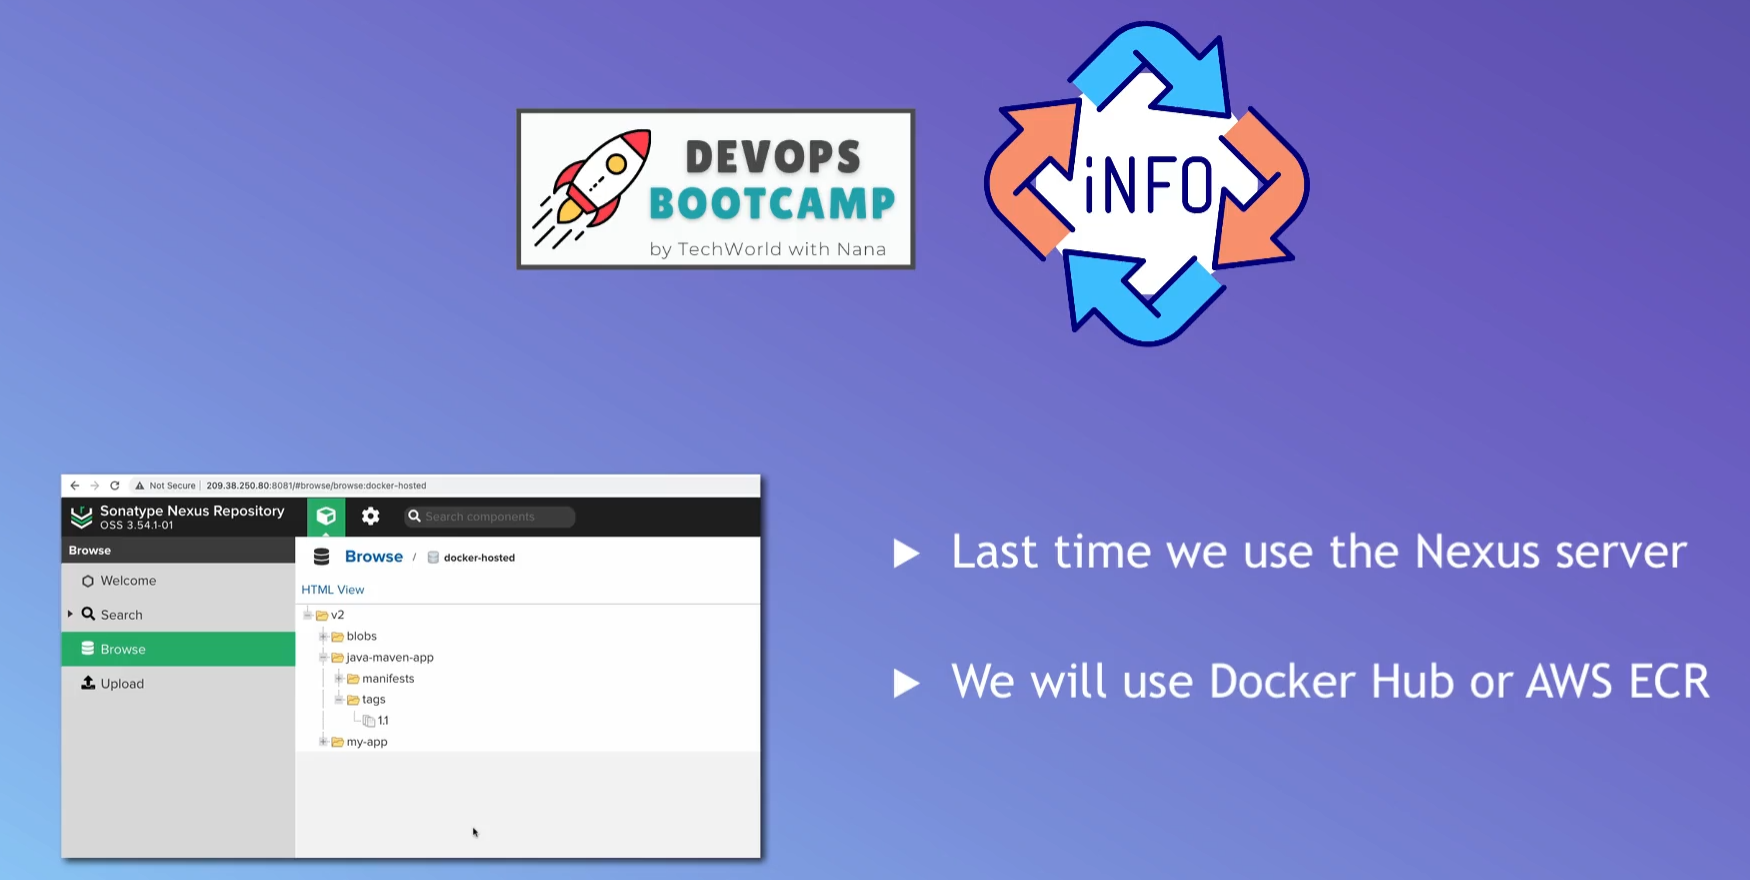 DEVOPS
BOOTCAMP
by TechWorld with Nana
iNFO
Not Secure | 209.38.250.80:8081/#browse/browse:docker-hosted
Sonatype Nexus Repository
OSS 3.54.1-01
Search components
Browse
Welcome
Search
Browse
Upload
Browse / docker-hosted
HTML View
v2
blobs
java-maven-app
manifests
tags
1.1
my-app
Last time we use the Nexus server
We will use Docker Hub or AWS ECR